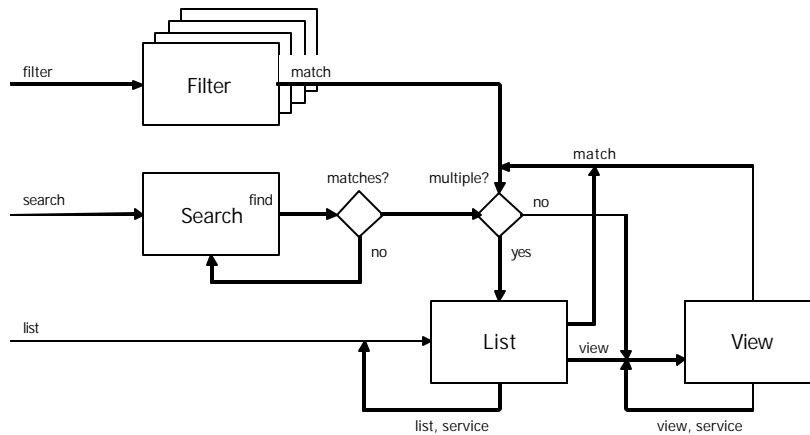 filter
Filter
match
match
matches?
multiple?
search
Search
find
no
no
yes
list
List
view
View
list, service
view, service